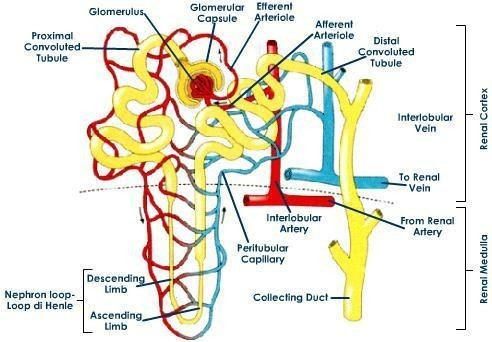 Glomerulus
Glomerular
Capsule
Efferent
Arteriole
Afferent
Arteriole
Proximal
Convoluted
Tubule
Distal
Convoluted
Tubule
Interlobular
Vein
Renal Cortex
To Renal
Vein
Interlobular
Artery
From Renal
Artery
Peritubular
Capillary
Renal Medulla
Descending
Limb
Nephron loop-
Loop di Henle
Ascending
Limb
Collecting Duct